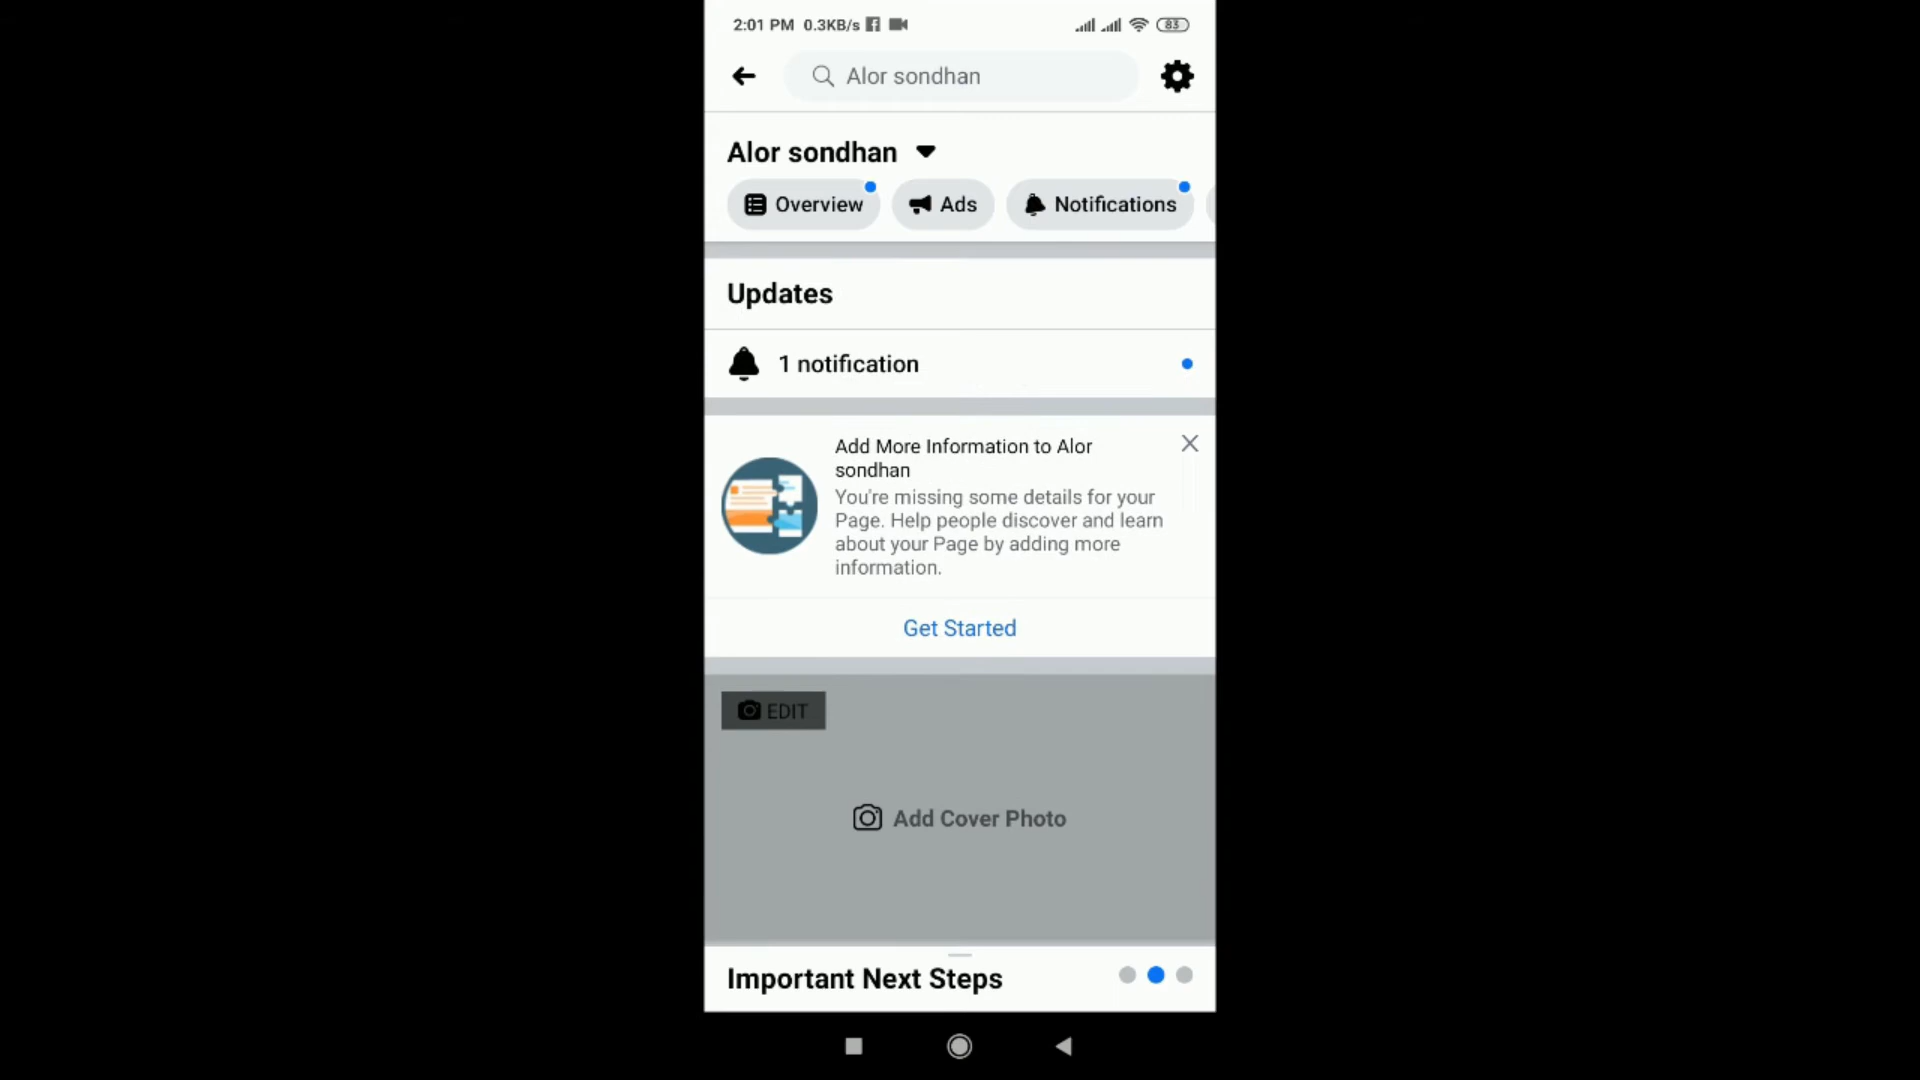 2:01 PM 0.3KB/s 83
Alor sondhan
Alor sondhan
Overview Ads Notifications
Updates
1 notification
Add More Information to Alor
sondhan
You're missing some details for your
Page. Help people discover and learn
about your Page by adding more
information.
Get Started
EDIT
Add Cover Photo
Important Next Steps